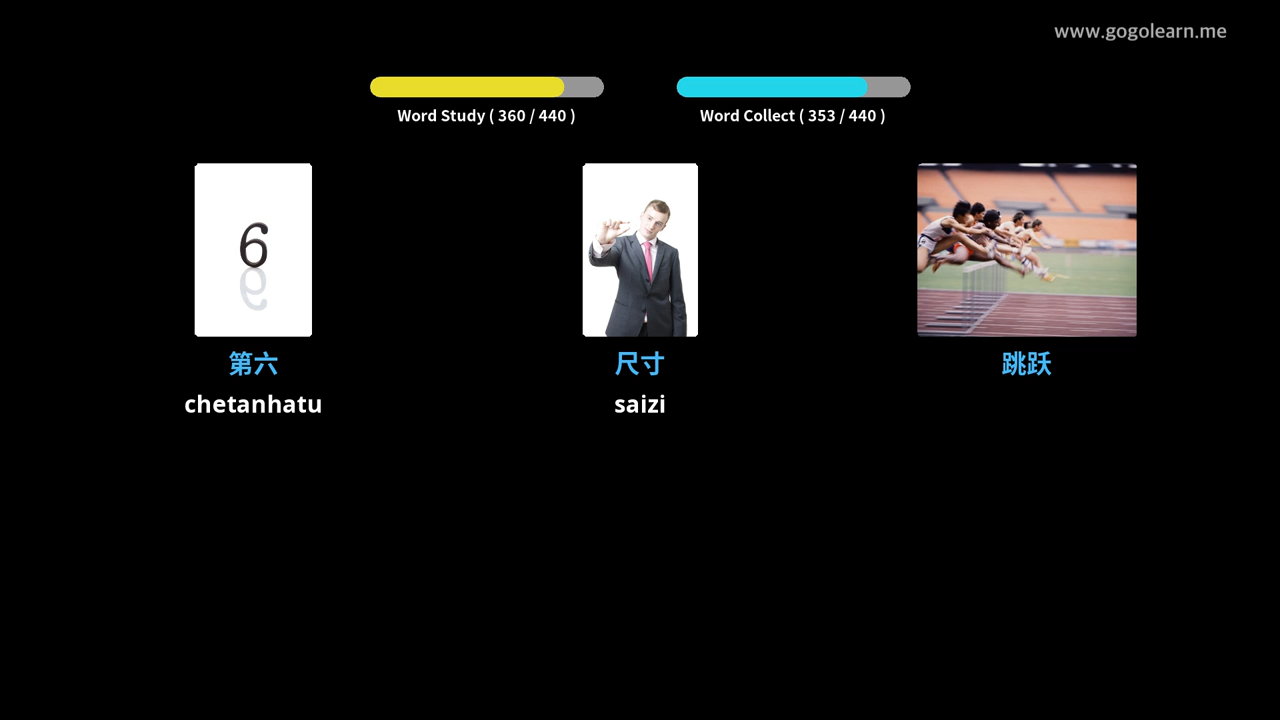 www.gogolearn.me
Word Study ( 360 / 440 )
Word Collect ( 353 / 440 )
6
第六
尺寸
跳跃
chetanhatu
saizi